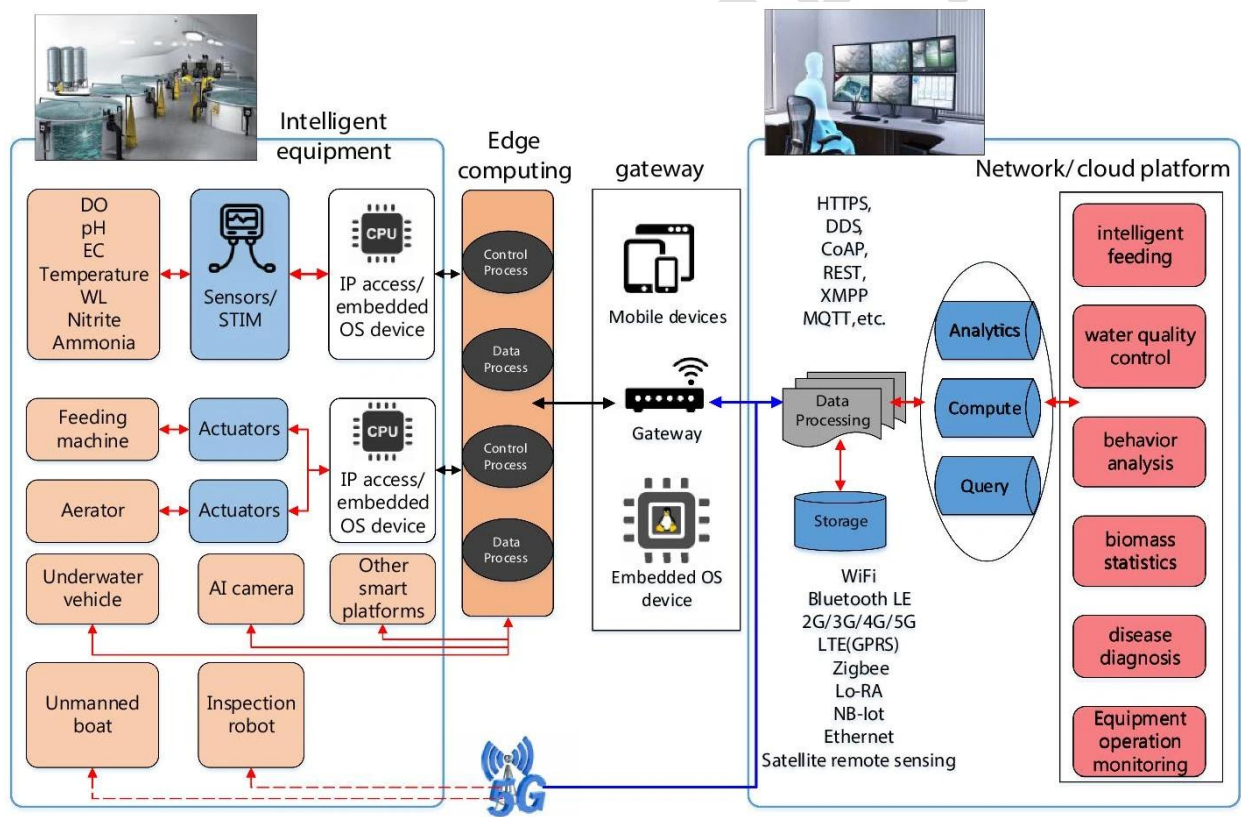 Intelligent
equipment
Edge
computing
gateway
Network/cloud platform
DO
pH
EC
Temperature
WL
Nitrite
Ammonia
Sensors/
STIM
CPU
IP access/
embedded
OS device
Feeding
machine
Actuators
Aerator
Actuators
CPU
IP access/
embedded
OS device
Underwater
vehicle
AI camera
Other
smart
platforms
Unmanned
boat
Inspection
robot
5G
Control
Process
Data
Process
Control
Process
Data
Process
Mobile devices
Gateway
Embedded OS
device
HTTPS,
DDS,
CoAP,
REST,
XMPP
MQTT,etc.
Data
Processing
Storage
WiFi
Bluetooth LE
2G/3G/4G/5G
LTE(GPRS)
Zigbee
Lo-RA
NB-Iot
Ethernet
Satellite remote sensing
Analytics
Compute
Query
intelligent
feeding
water quality
control
behavior
analysis
biomass
statistics
disease
diagnosis
Equipment
operation
monitoring